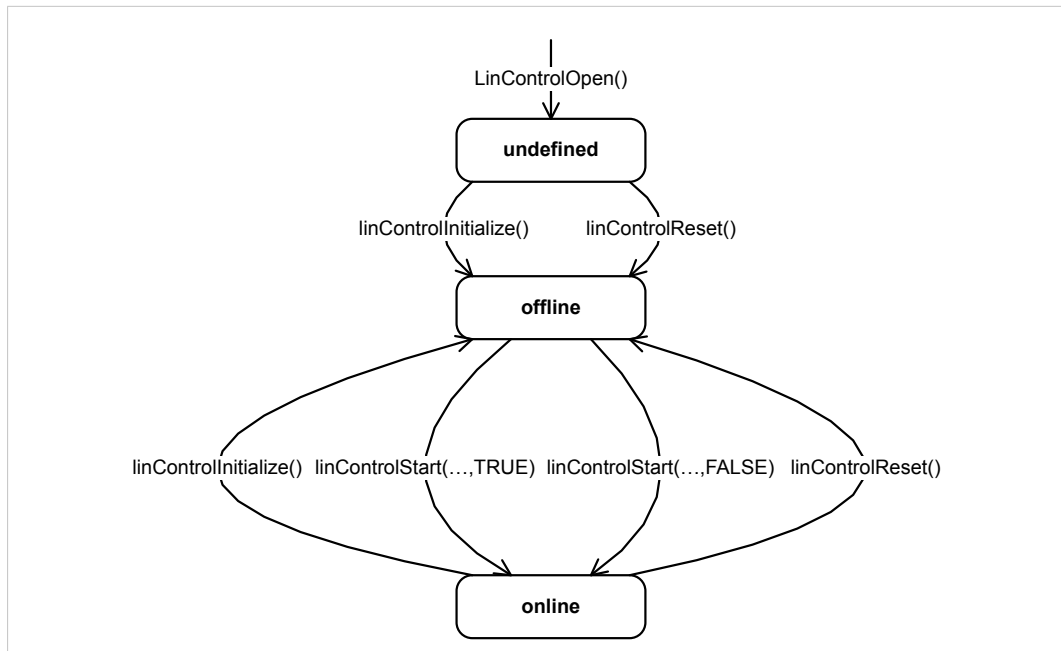 LinControlOpen()
undefined
linControlInitialize() linControlReset()
offline
linControlInitialize() linControlStart(…,TRUE) linControlStart(…,FALSE) linControlReset()
online